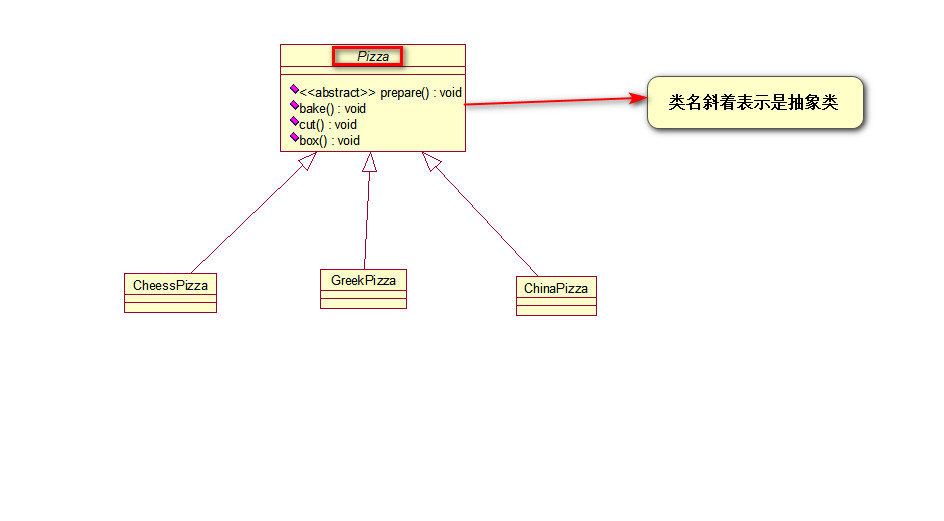 Pizza
<<abstract>> prepare() : void
bake() : void
cut() : void
box() : void
类名斜着表示是抽象类
CheessPizza
GreekPizza
ChinaPizza